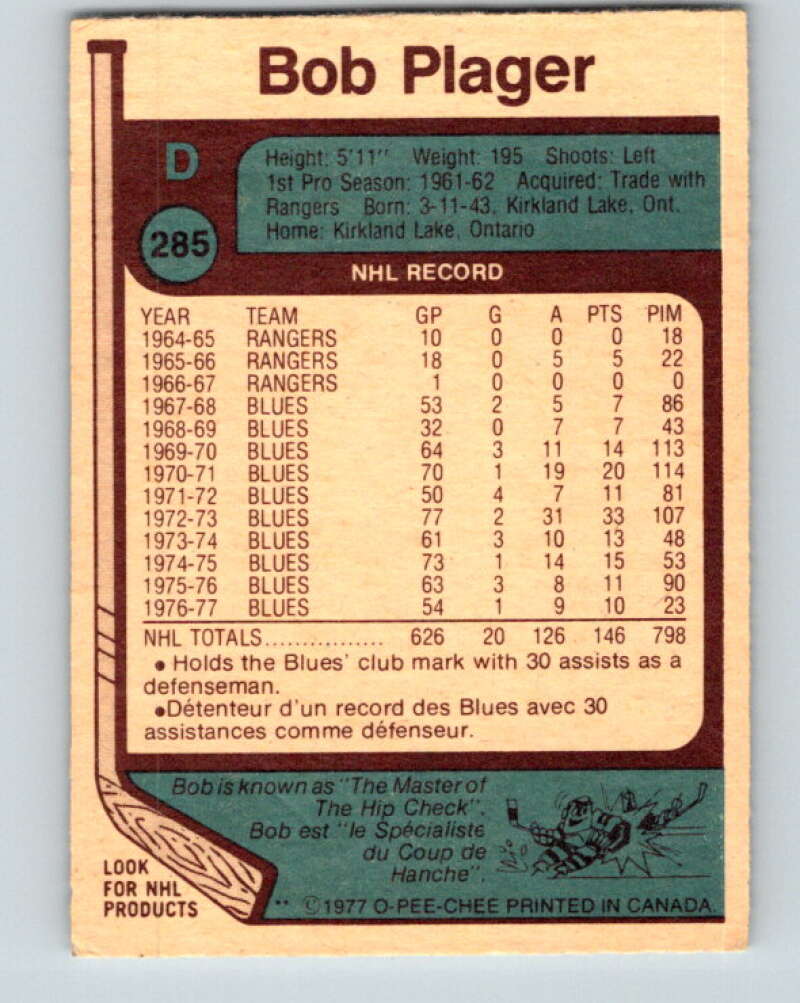 Bob Plager
D
Height: 5'11" Weight: 195 Shoots: Left
1st Pro Season: 1961-62 Acquired: Trade with
Rangers Born: 3-11-43, Kirkland Lake, Ont.
Home: Kirkland Lake, Ontario
285
NHL RECORD
YEAR TEAM GP G A PTS PIM
1964-65 RANGERS 10 0 0 0 18
1965-66 RANGERS 18 0 5 5 22
1966-67 RANGERS 1 0 0 0 0
1967-68 BLUES 53 2 5 7 86
1968-69 BLUES 32 0 7 7 43
1969-70 BLUES 64 3 11 14 113
1970-71 BLUES 70 1 19 20 114
1971-72 BLUES 50 4 7 11 81
1972-73 BLUES 77 2 31 33 107
1973-74 BLUES 61 3 10 13 48
1974-75 BLUES 73 1 14 15 53
1975-76 BLUES 63 3 8 11 90
1976-77 BLUES 54 1 9 10 23
NHL TOTALS................ 626 20 126 146 798
• Holds the Blues' club mark with 30 assists as a
defenseman.
•Détenteur d'un record des Blues avec 30
assistances comme défenseur.
Bob is known as "The Master of
The Hip Check".
Bob est "le Spécialiste
du Coup de
Hanche".
LOOK
FOR NHL
PRODUCTS
** ©1977 O-PEE-CHEE PRINTED IN CANADA.